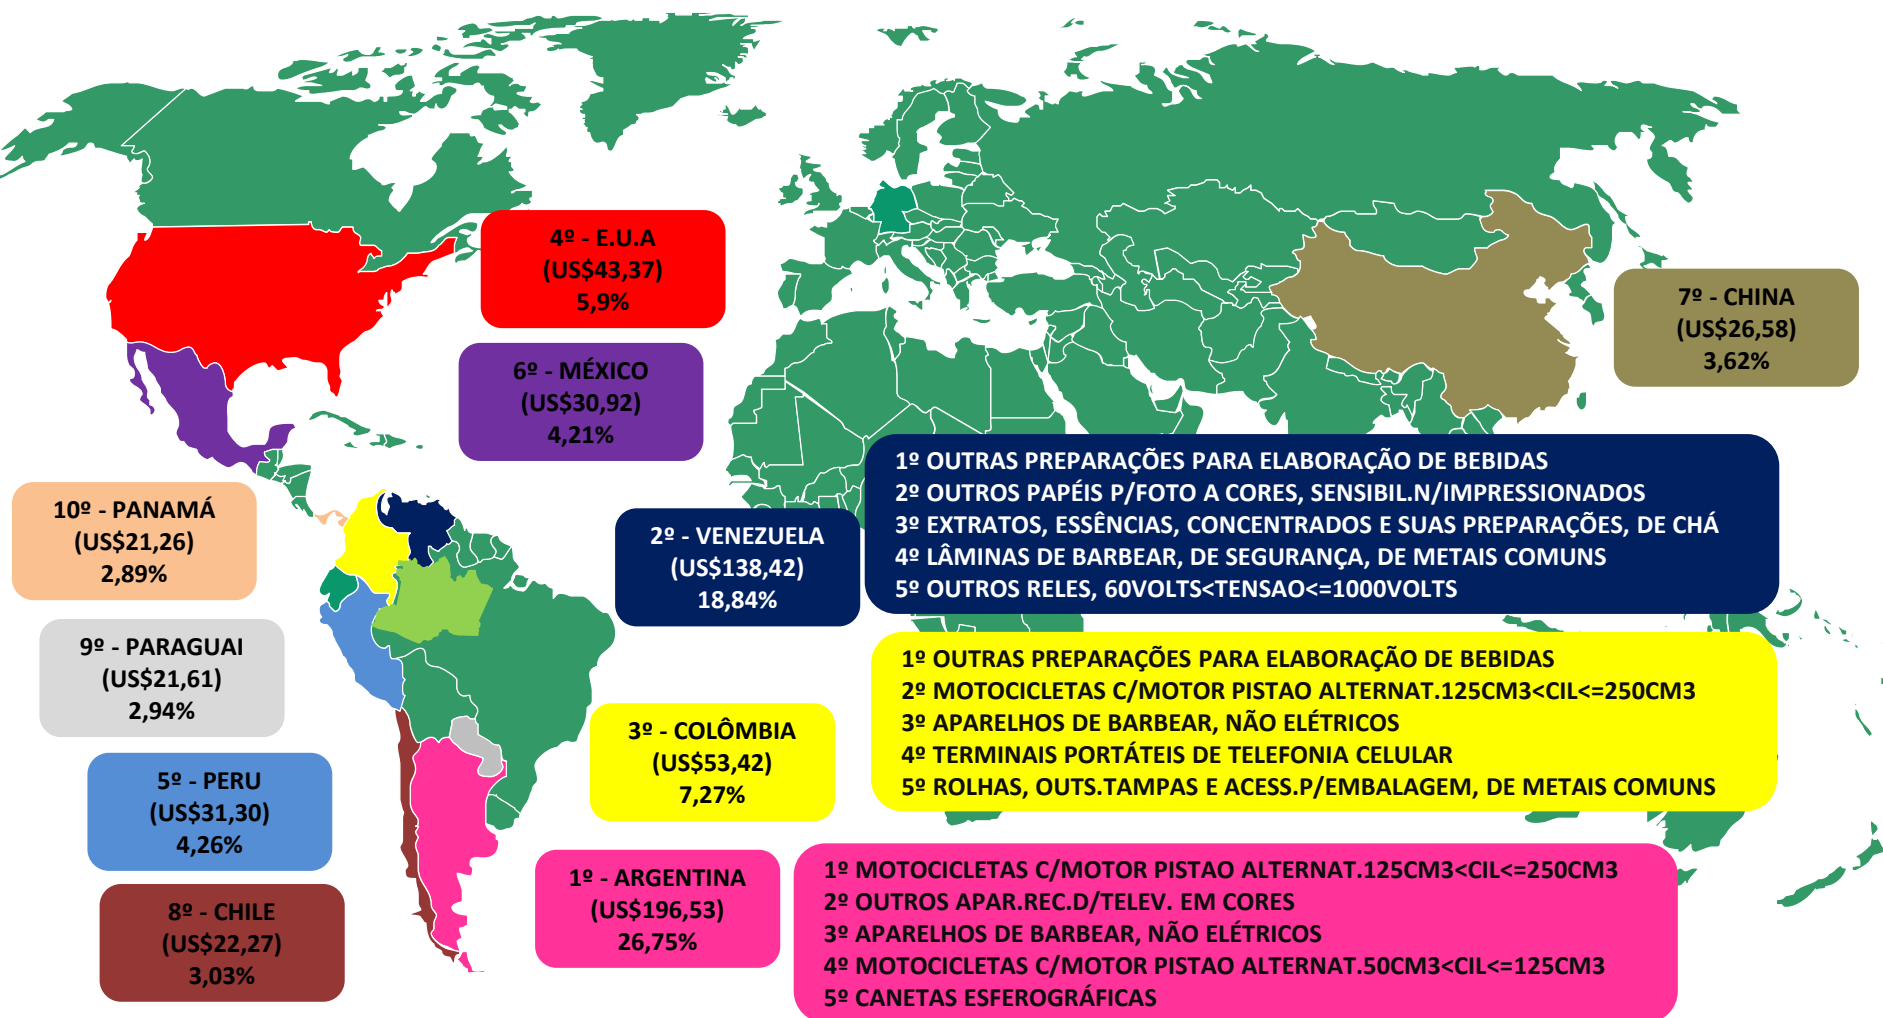 4º - E.U.A
(US$43,37)
5,9%
7º - CHINA
(US$26,58)
3,62%
6º - MÉXICO
(US$30,92)
4,21%
10º - PANAMÁ
(US$21,26)
2,89%
2º - VENEZUELA
(US$138,42)
18,84%
1º OUTRAS PREPARAÇÕES PARA ELABORAÇÃO DE BEBIDAS
2º OUTROS PAPÉIS P/FOTO A CORES, SENSIBIL.N/IMPRESSIONADOS
3º EXTRATOS, ESSÊNCIAS, CONCENTRADOS E SUAS PREPARAÇÕES, DE CHÁ
4º LÂMINAS DE BARBEAR, DE SEGURANÇA, DE METAIS COMUNS
5º OUTROS RELES, 60VOLTS<TENSAO<=1000VOLTS
9º - PARAGUAI
(US$21,61)
2,94%
3º - COLÔMBIA
(US$53,42)
7,27%
1º OUTRAS PREPARAÇÕES PARA ELABORAÇÃO DE BEBIDAS
2º MOTOCICLETAS C/MOTOR PISTAO ALTERNAT.125CM3<CIL<=250CM3
3º APARELHOS DE BARBEAR, NÃO ELÉTRICOS
4º TERMINAIS PORTÁTEIS DE TELEFONIA CELULAR
5º ROLHAS, OUTS.TAMPAS E ACESS.P/EMBALAGEM, DE METAIS COMUNS
5º - PERU
(US$31,30)
4,26%
8º - CHILE
(US$22,27)
3,03%
1º - ARGENTINA
(US$196,53)
26,75%
1º MOTOCICLETAS C/MOTOR PISTAO ALTERNAT.125CM3<CIL<=250CM3
2º OUTROS APAR.REC.D/TELEV. EM CORES
3º APARELHOS DE BARBEAR, NÃO ELÉTRICOS
4º MOTOCICLETAS C/MOTOR PISTAO ALTERNAT.50CM3<CIL<=125CM3
5º CANETAS ESFEROGRÁFICAS